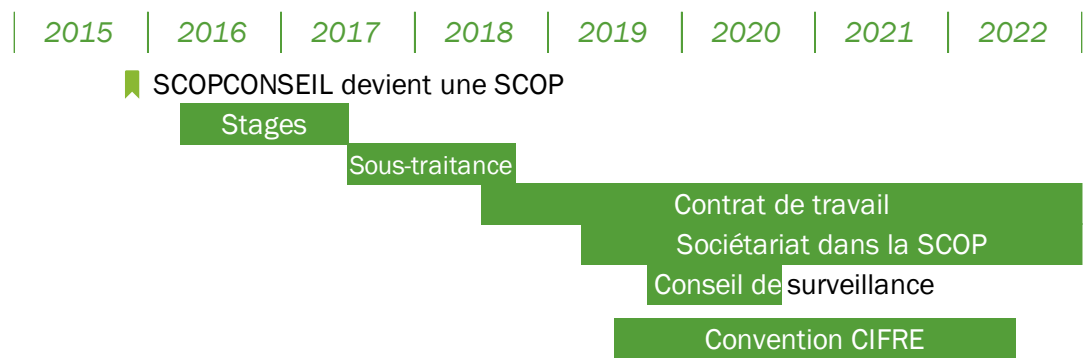 2015 2016 2017 2018 2019 2020 2021 2022
SCOPCONSEIL devient une SCOP
Stages
Sous-traitance
Contrat de travail
Sociétariat dans la SCOP
Conseil de surveillance
Convention CIFRE